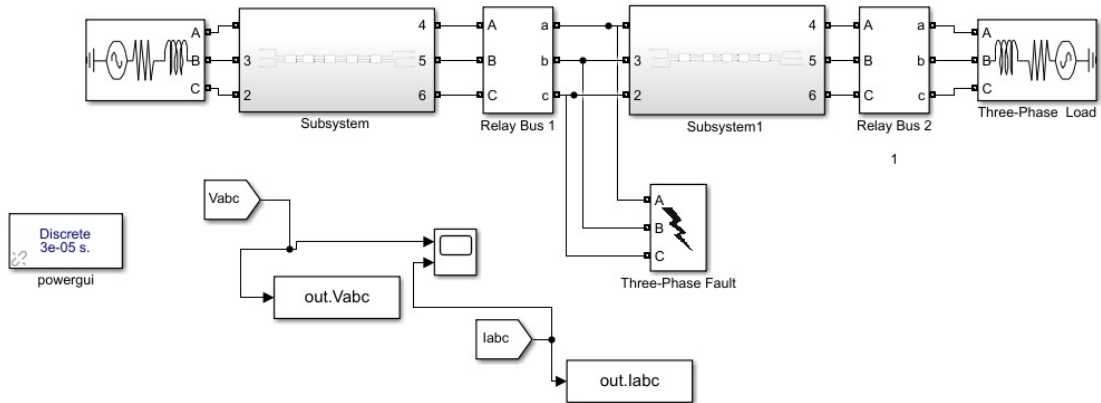 A
B
C
4
3
5
2
6
Subsystem
A
a
B
b
C
c
Relay Bus 1
4
3
5
2
6
Subsystem1
A
a
B
b
C
c
Relay Bus 2
1
A
B
C
Three-Phase Load
Vabc
A
B
C
Three-Phase Fault
Discrete
3e-05 s.
powergui
out.Vabc
Iabc
out.Iabc